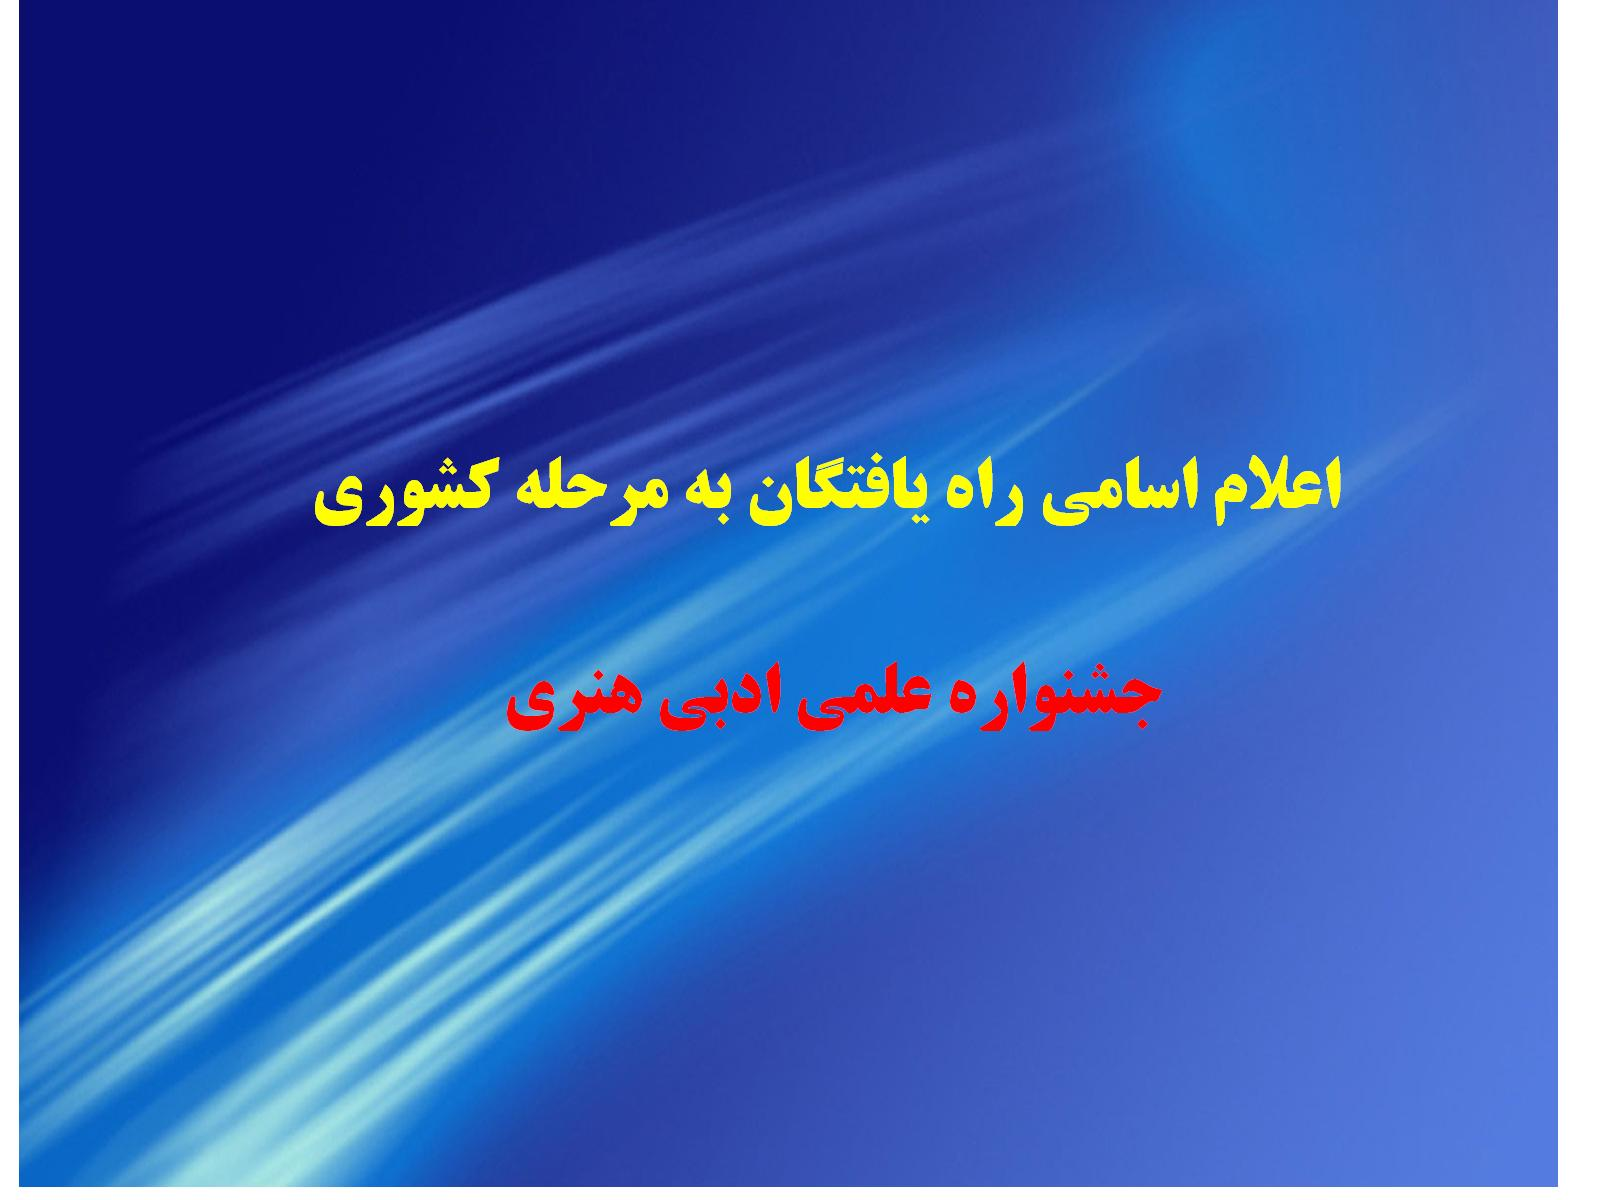 اعلام اسامی راه یافتگان به مرحله کشوری
جشنواره علمی ادبی هنری